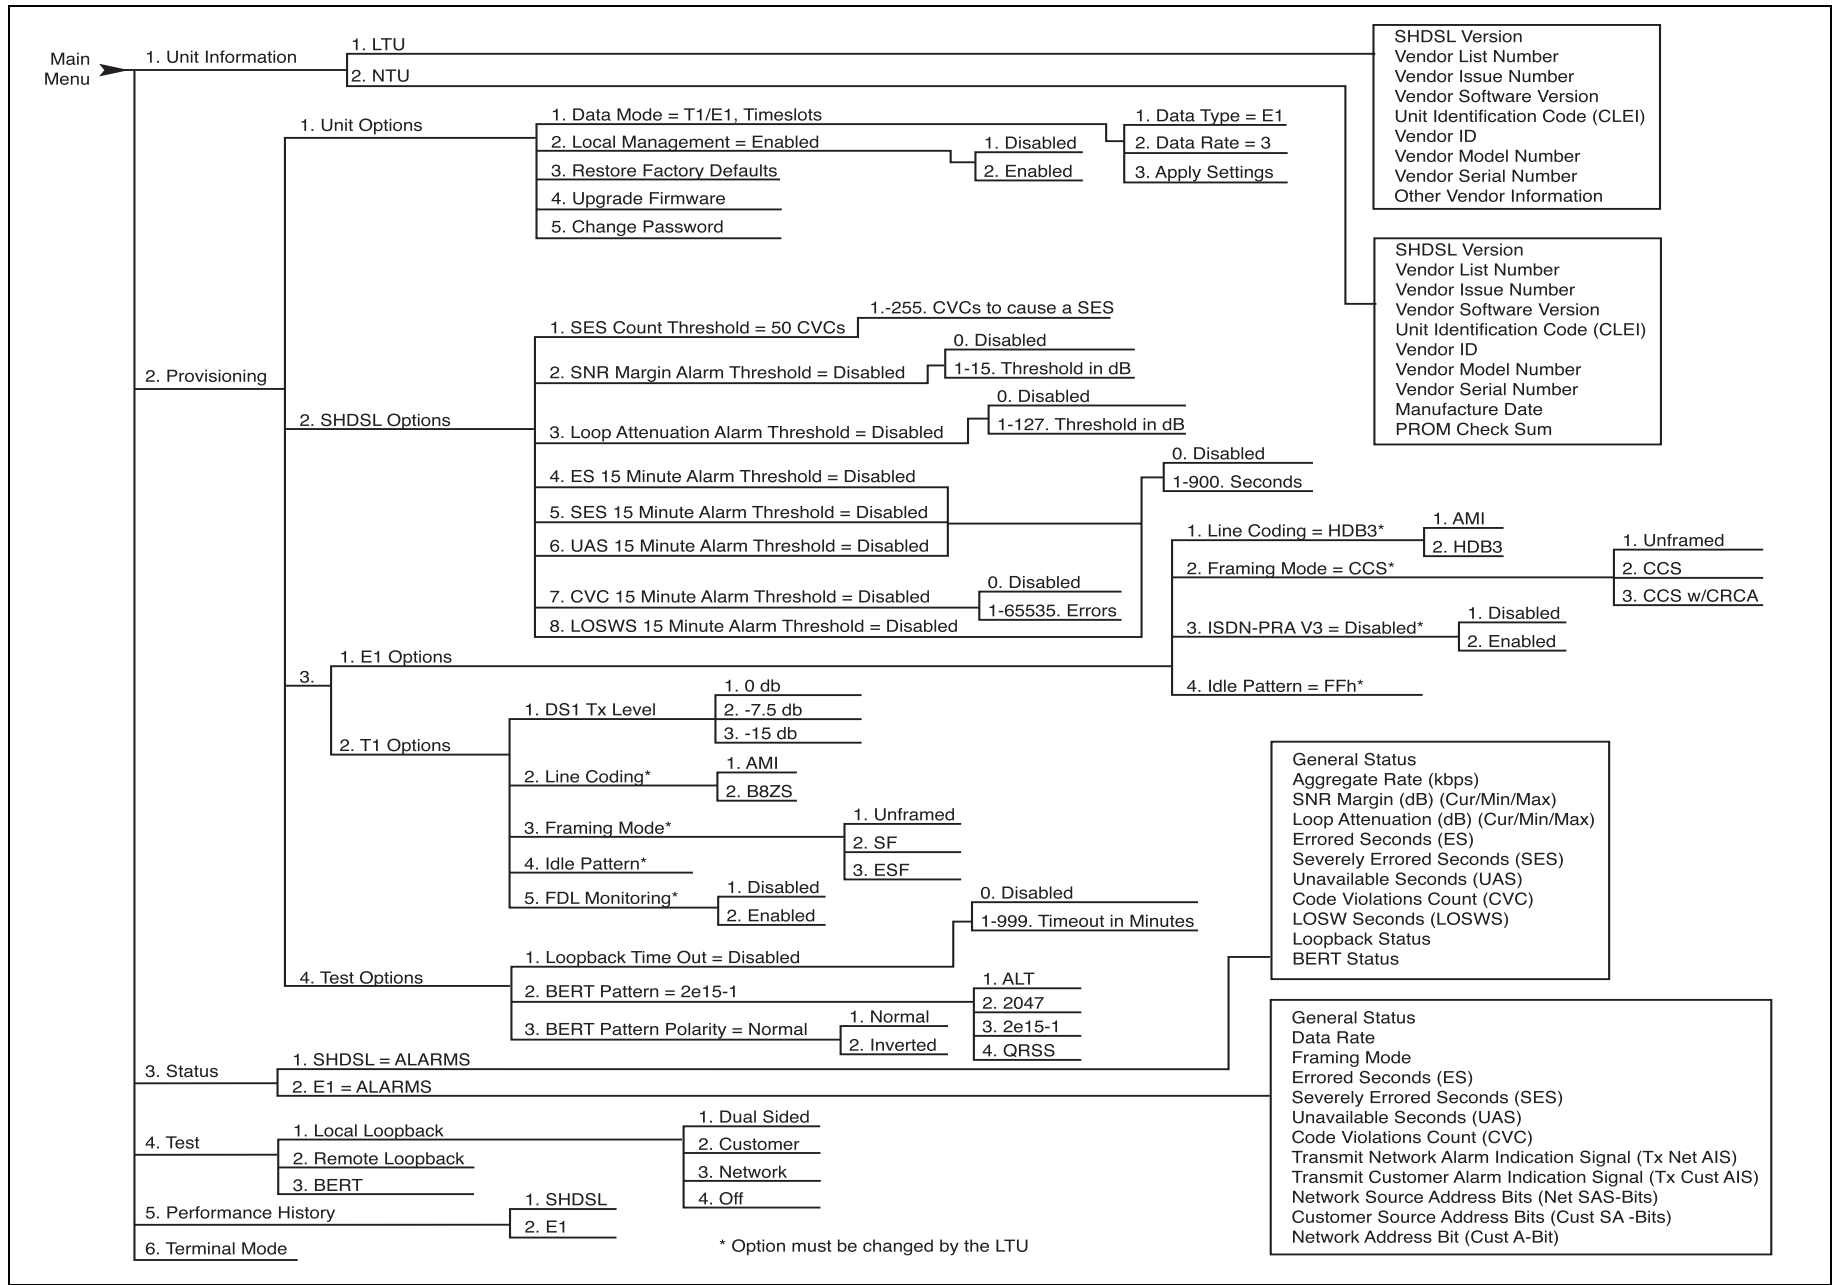 Main
Menu
1. Unit Information
1. LTU
2. NTU
SHDSL Version
Vendor List Number
Vendor Issue Number
Vendor Software Version
Unit Identification Code (CLEI)
Vendor ID
Vendor Model Number
Vendor Serial Number
Other Vendor Information
SHDSL Version
Vendor List Number
Vendor Issue Number
Vendor Software Version
Unit Identification Code (CLEI)
Vendor ID
Vendor Model Number
Vendor Serial Number
Manufacture Date
PROM Check Sum
2. Provisioning
1. Unit Options
1. Data Mode = T1/E1, Timeslots
1. Data Type = E1
2. Data Rate = 3
3. Apply Settings
2. Local Management = Enabled
1. Disabled
2. Enabled
3. Restore Factory Defaults
4. Upgrade Firmware
5. Change Password
2. SHDSL Options
1. SES Count Threshold = 50 CVCs
1.-255. CVCs to cause a SES
2. SNR Margin Alarm Threshold = Disabled
0. Disabled
1-15. Threshold in dB
3. Loop Attenuation Alarm Threshold = Disabled
0. Disabled
1-127. Threshold in dB
4. ES 15 Minute Alarm Threshold = Disabled
5. SES 15 Minute Alarm Threshold = Disabled
6. UAS 15 Minute Alarm Threshold = Disabled
0. Disabled
1-900. Seconds
7. CVC 15 Minute Alarm Threshold = Disabled
0. Disabled
1-65535. Errors
8. LOSWS 15 Minute Alarm Threshold = Disabled
3.
1. E1 Options
1. Line Coding = HDB3*
1. AMI
2. HDB3
2. Framing Mode = CCS*
1. Unframed
2. CCS
3. CCS w/CRCA
3. ISDN-PRA V3 = Disabled*
1. Disabled
2. Enabled
4. Idle Pattern = FFh*
2. T1 Options
1. DS1 Tx Level
1. 0 db
2. -7.5 db
3. -15 db
2. Line Coding*
1. AMI
2. B8ZS
3. Framing Mode*
1. Unframed
2. SF
3. ESF
4. Idle Pattern*
5. FDL Monitoring*
1. Disabled
2. Enabled
4. Test Options
1. Loopback Time Out = Disabled
0. Disabled
1-999. Timeout in Minutes
2. BERT Pattern = 2e15-1
1. ALT
2. 2047
3. 2e15-1
4. QRSS
3. BERT Pattern Polarity = Normal
1. Normal
2. Inverted
3. Status
1. SHDSL = ALARMS
2. E1 = ALARMS
General Status
Aggregate Rate (kbps)
SNR Margin (dB) (Cur/Min/Max)
Loop Attenuation (dB) (Cur/Min/Max)
Errored Seconds (ES)
Severely Errored Seconds (SES)
Unavailable Seconds (UAS)
Code Violations Count (CVC)
LOSW Seconds (LOSWS)
Loopback Status
BERT Status
General Status
Data Rate
Framing Mode
Errored Seconds (ES)
Severely Errored Seconds (SES)
Unavailable Seconds (UAS)
Code Violations Count (CVC)
Transmit Network Alarm Indication Signal (Tx Net AIS)
Transmit Customer Alarm Indication Signal (Tx Cust AIS)
Network Source Address Bits (Net SAS-Bits)
Customer Source Address Bits (Cust SA -Bits)
Network Address Bit (Cust A-Bit)
4. Test
1. Local Loopback
1. Dual Sided
2. Customer
3. Network
4. Off
2. Remote Loopback
3. BERT
5. Performance History
1. SHDSL
2. E1
6. Terminal Mode
* Option must be changed by the LTU